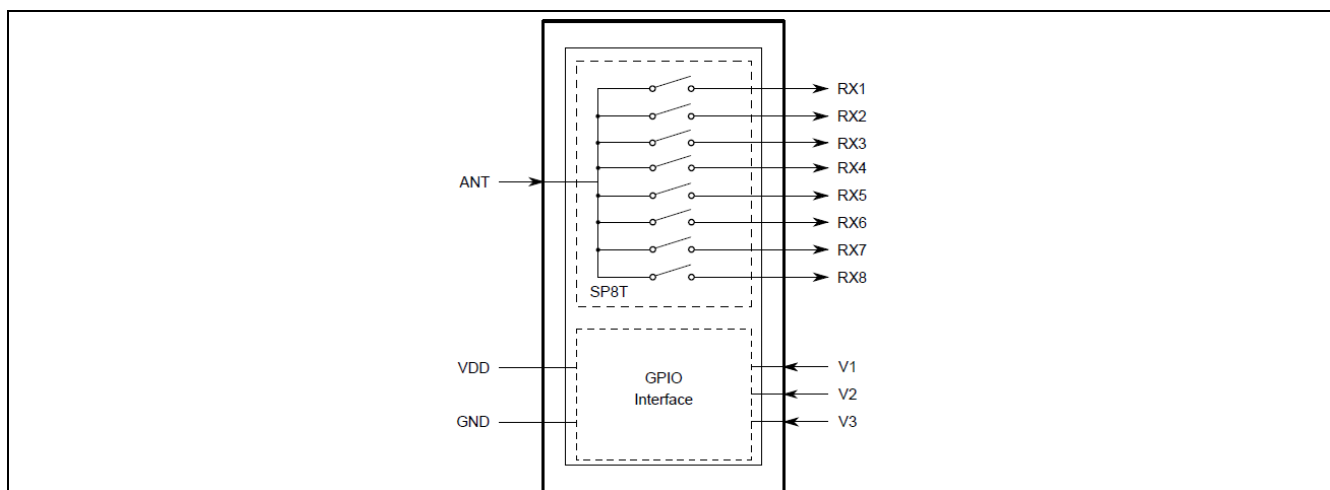 RX1
RX2
RX3
RX4
ANT
RX5
RX6
RX7
RX8
SP8T
VDD
V1
GPIO
Interface
V2
GND
V3